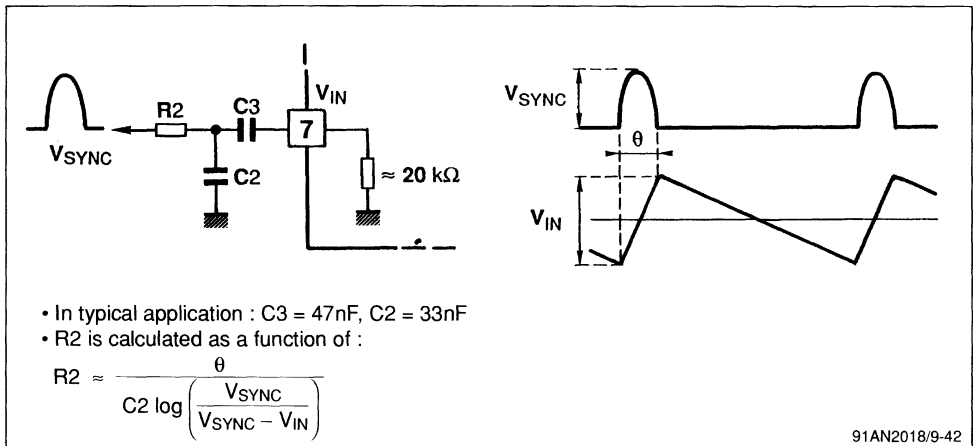 V_SYNC
R2
C3
C2
V_IN
7
≈ 20 kΩ
V_SYNC
θ
V_IN
• In typical application : C3 = 47nF, C2 = 33nF
• R2 is calculated as a function of :
R2 ≈ θ / C2 log ( V_SYNC / V_SYNC – V_IN )
91AN2018/9-42